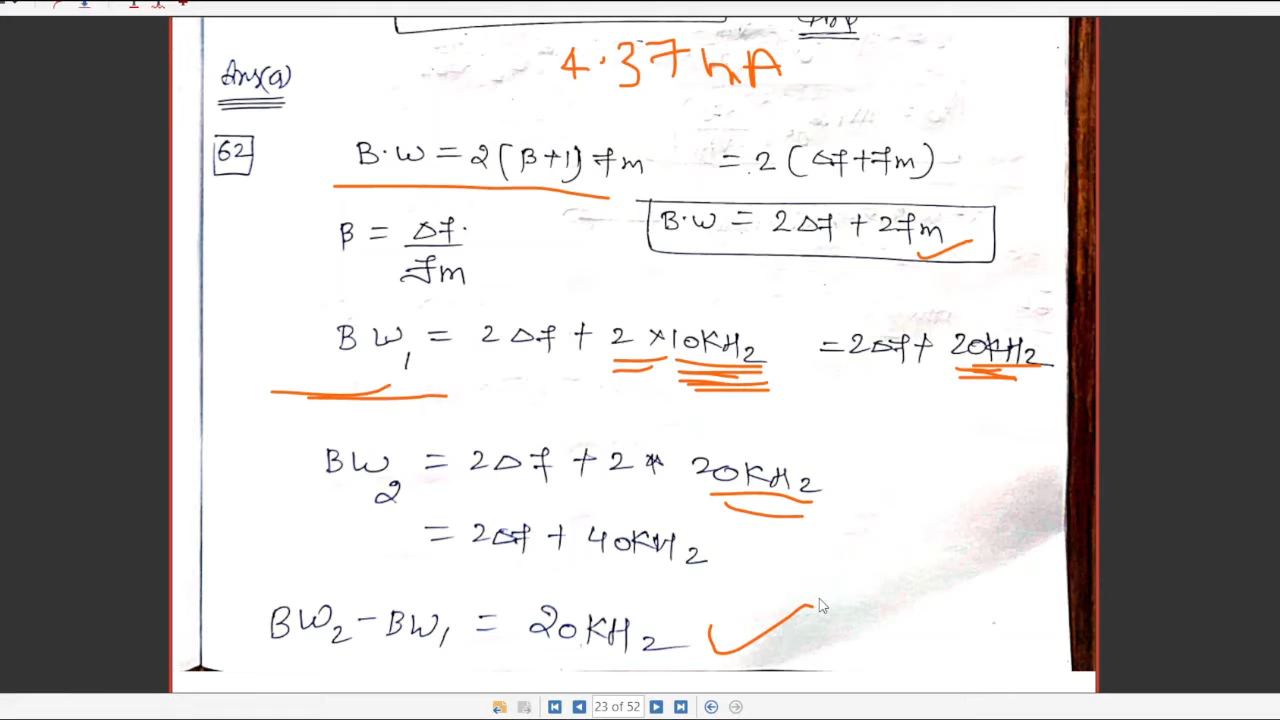 4.37 nA
Ans(a)
62
B.W = 2(β+1)fm = 2(Δf+fm)
B.W = 2Δf + 2fm
β = Δf/fm
BW1 = 2Δf + 2×10KHz = 2Δf+ 20KHz
BW2 = 2Δf + 2* 20KHz
= 2Δf + 40KHz
BW2 - BW1 = 20KHz
23 of 52